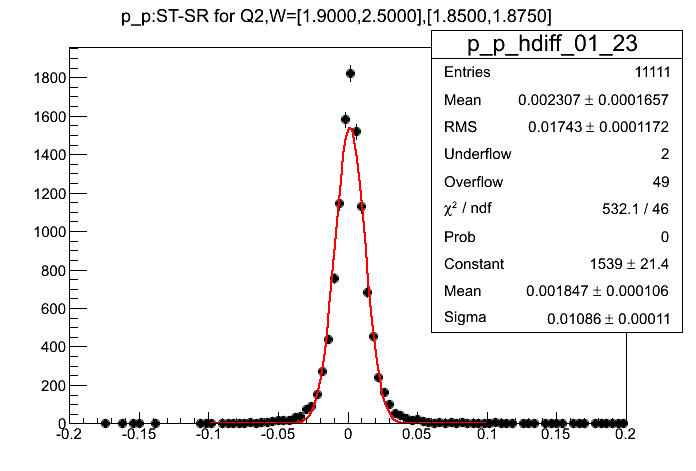 p_p:ST-SR for Q2,W=[1.9000,2.5000],[1.8500,1.8750]
p_p_hdiff_01_23
Entries 11111
Mean 0.002307 ± 0.0001657
RMS 0.01743 ± 0.0001172
Underflow 2
Overflow 49
χ² / ndf 532.1 / 46
Prob 0
Constant 1539 ± 21.4
Mean 0.001847 ± 0.000106
Sigma 0.01086 ± 0.00011
1800
1600
1400
1200
1000
800
600
400
200
0
-0.2 -0.15 -0.1 -0.05 0 0.05 0.1 0.15 0.2